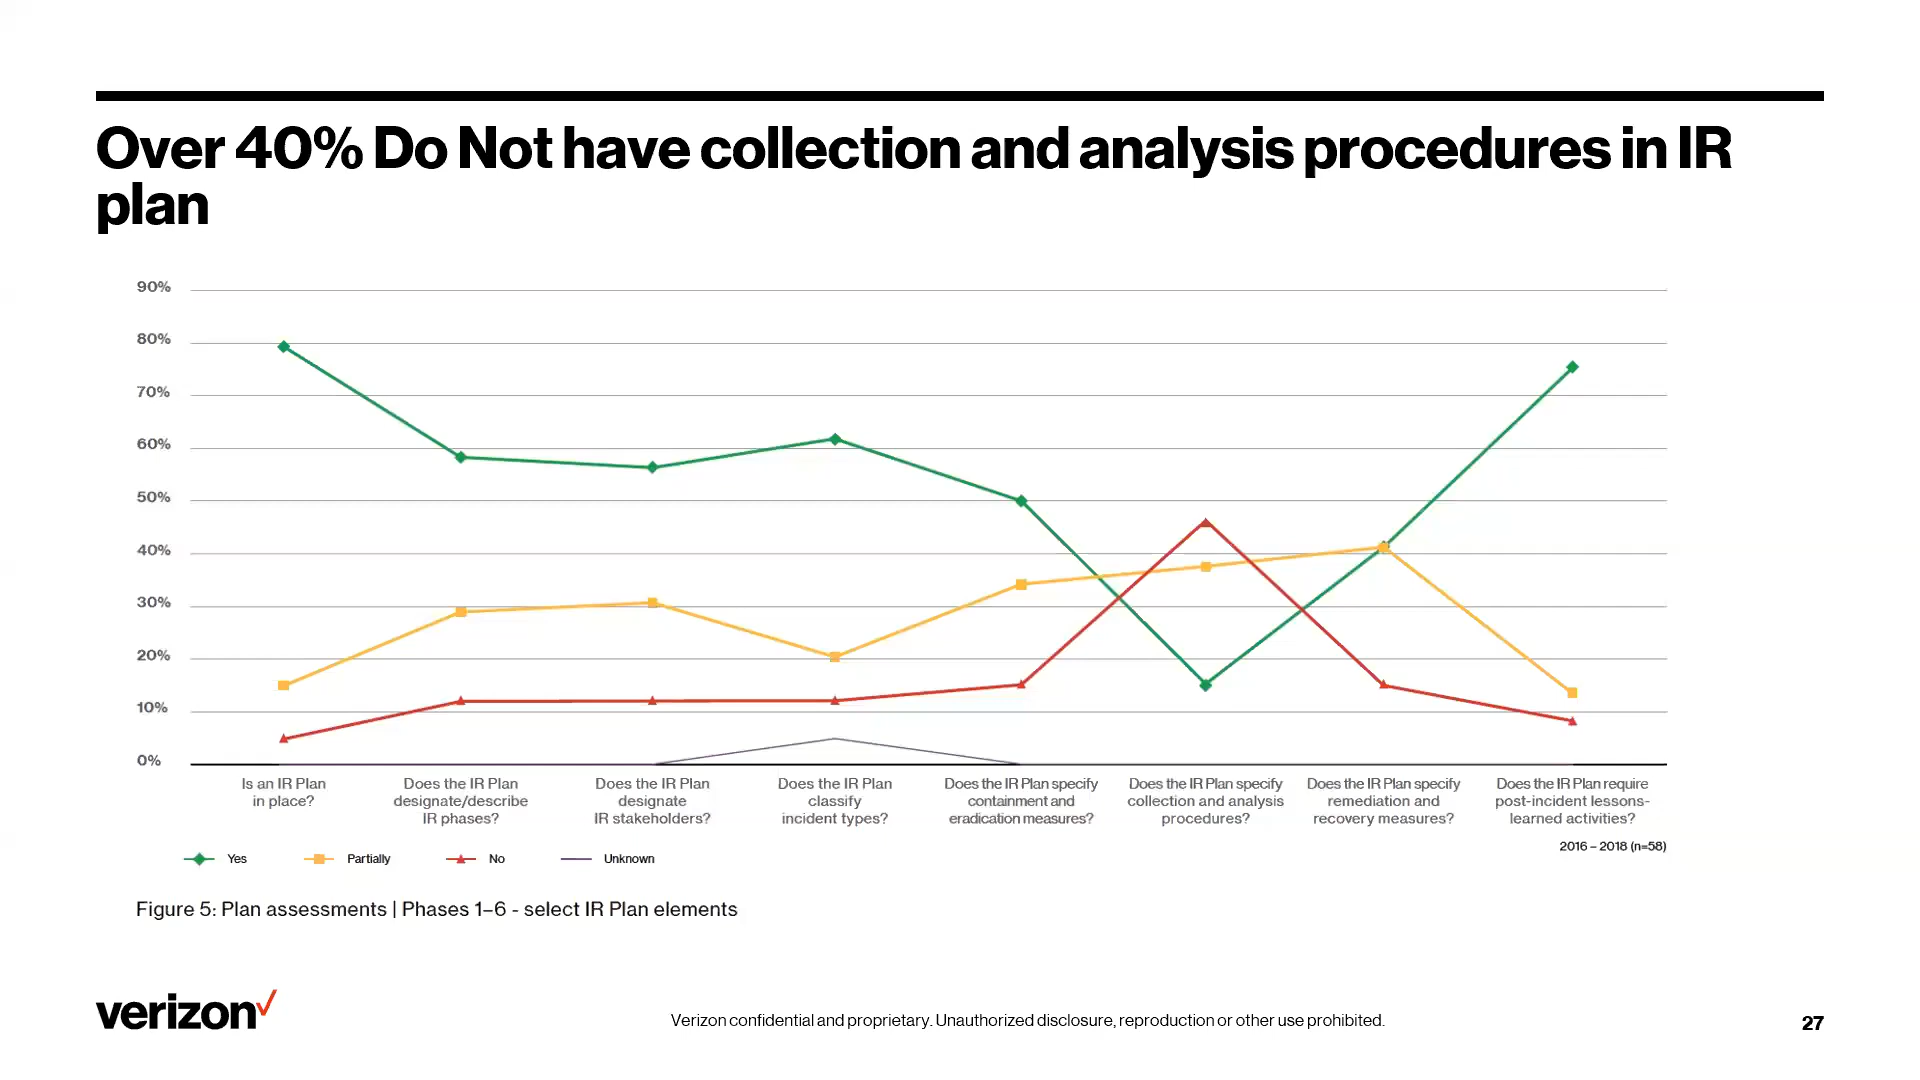 Over 40% Do Not have collection and analysis procedures in IR
plan
90%
80%
70%
60%
50%
40%
30%
20%
10%
0%
Is an IR Plan
in place?
Does the IR Plan
designate/describe
IR phases?
Does the IR Plan
designate
IR stakeholders?
Does the IR Plan
classify
incident types?
Does the IR Plan specify
containment and
eradication measures?
Does the IR Plan specify
collection and analysis
procedures?
Does the IR Plan specify
remediation and
recovery measures?
Does the IR Plan require
post-incident lessons-
learned activities?
2016 – 2018 (n=58)
Yes
Partially
No
Unknown
Figure 5: Plan assessments | Phases 1–6 - select IR Plan elements
verizon
Verizon confidential and proprietary. Unauthorized disclosure, reproduction or other use prohibited.
27